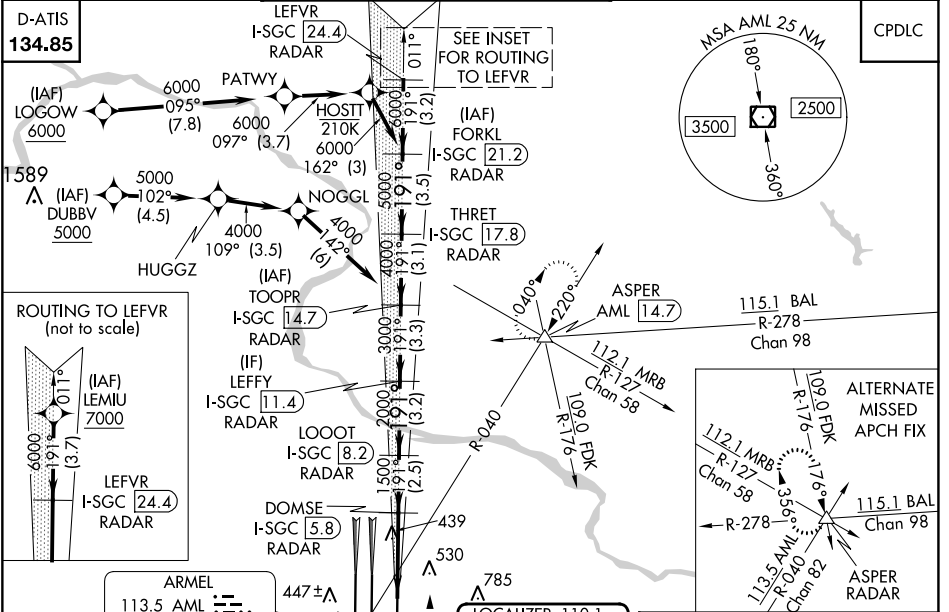 D-ATIS
134.85
LEFVR
I-SGC 24.4
RADAR
011°
SEE INSET
FOR ROUTING
TO LEFVR
MSA AML 25 NM
180°
3500
2500
360°
CPDLC
(IAF)
LOGOW
6000
6000
095°
(7.8)
PATWY
6000
097° (3.7)
HOSTT
210K
6000
162° (3)
6000
191°
(3.2)
(IAF)
FORKL
I-SGC 21.2
RADAR
1589
(IAF)
DUBBV
5000
5000
102°
(4.5)
HUGGZ
4000
109° (3.5)
NOGGL
4000
142°
(6)
5000
191°
(3.5)
THRET
I-SGC 17.8
RADAR
4000
191°
(3.1)
(IAF)
TOOPR
I-SGC 14.7
RADAR
3000
191°
(3.3)
(IF)
LEFFY
I-SGC 11.4
RADAR
2000
191°
(3.2)
LOOOT
I-SGC 8.2
RADAR
1500
191°
(2.5)
DOMSE
I-SGC 5.8
RADAR
439
530
447±
785
040°
220°
ASPER
AML 14.7
115.1 BAL
R-278
Chan 98
112.1 MRB
R-127
Chan 58
109.0 FDK
R-176
R-040
ROUTING TO LEFVR
(not to scale)
011°
(IAF)
LEMIU
7000
6000
191°
(3.7)
LEFVR
I-SGC 24.4
RADAR
ALTERNATE
MISSED
APCH FIX
109.0 FDK
R-176
112.1 MRB
R-127
Chan 58
176°
356°
115.1 BAL
Chan 98
R-278
113.5 AML
R-040
Chan 82
ASPER
RADAR
ARMEL
113.5 AML
LOCALIZER 110.1